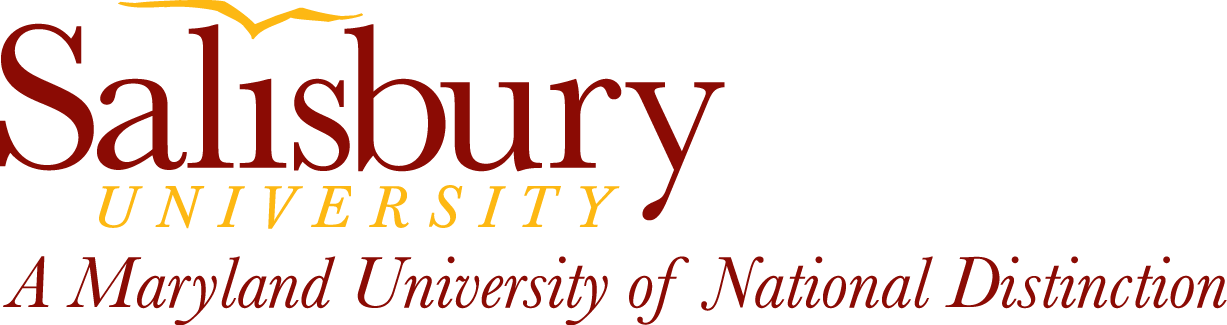 Salisbury
UNIVERSITY
A Maryland University of National Distinction